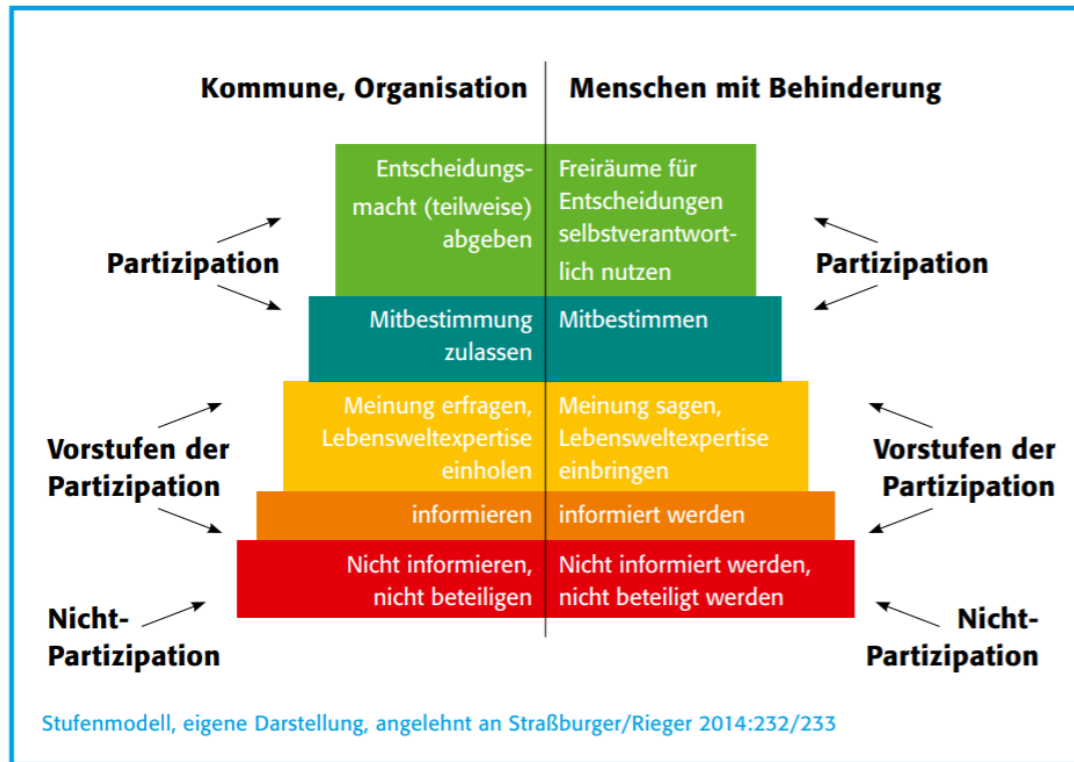 Kommune, Organisation
Menschen mit Behinderung
Entscheidungs-
macht (teilweise)
abgeben
Freiräume für
Entscheidungen
selbstverantwort-
lich nutzen
Partizipation
Partizipation
Mitbestimmung
zulassen
Mitbestimmen
Meinung erfragen,
Lebensweltexpertise
einholen
Meinung sagen,
Lebensweltexpertise
einbringen
Vorstufen der
Partizipation
Vorstufen der
Partizipation
informieren
informiert werden
Nicht informieren,
nicht beteiligen
Nicht informiert werden,
nicht beteiligt werden
Nicht-
Partizipation
Nicht-
Partizipation
Stufenmodell, eigene Darstellung, angelehnt an Straßburger/Rieger 2014:232/233